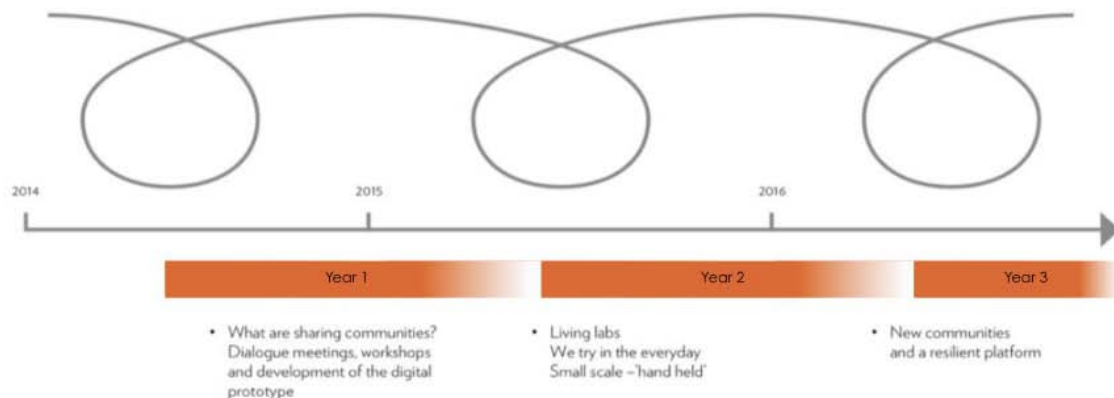 2014
2015
2016
Year 1
Year 2
Year 3
• What are sharing communities?
Dialogue meetings, workshops
and development of the digital
prototype
• Living labs
We try in the everyday
Small scale –'hand held'
• New communities
and a resilient platform